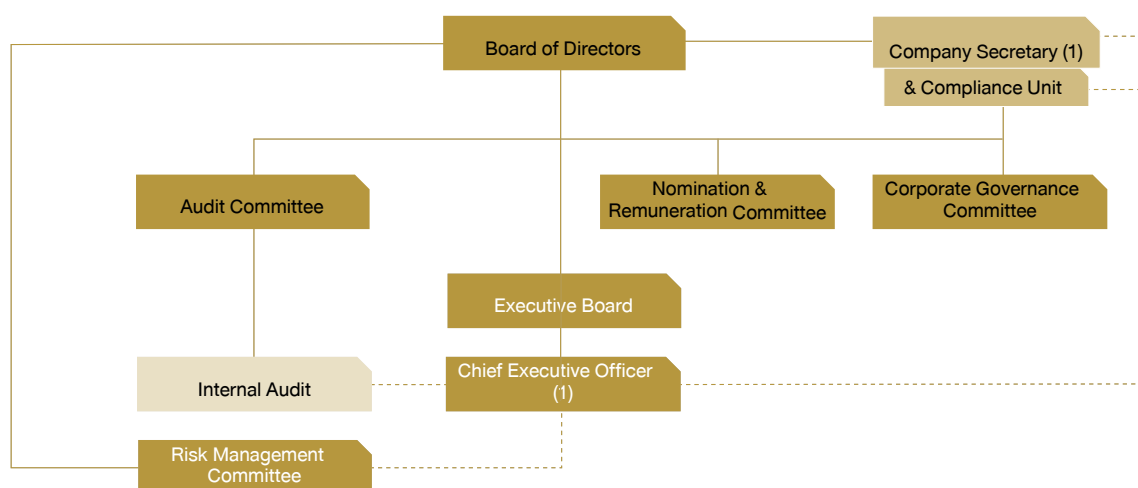 Board of Directors
Company Secretary (1)
& Compliance Unit
Audit Committee
Nomination &
Remuneration Committee
Corporate Governance
Committee
Executive Board
Internal Audit
Chief Executive Officer
(1)
Risk Management
Committee